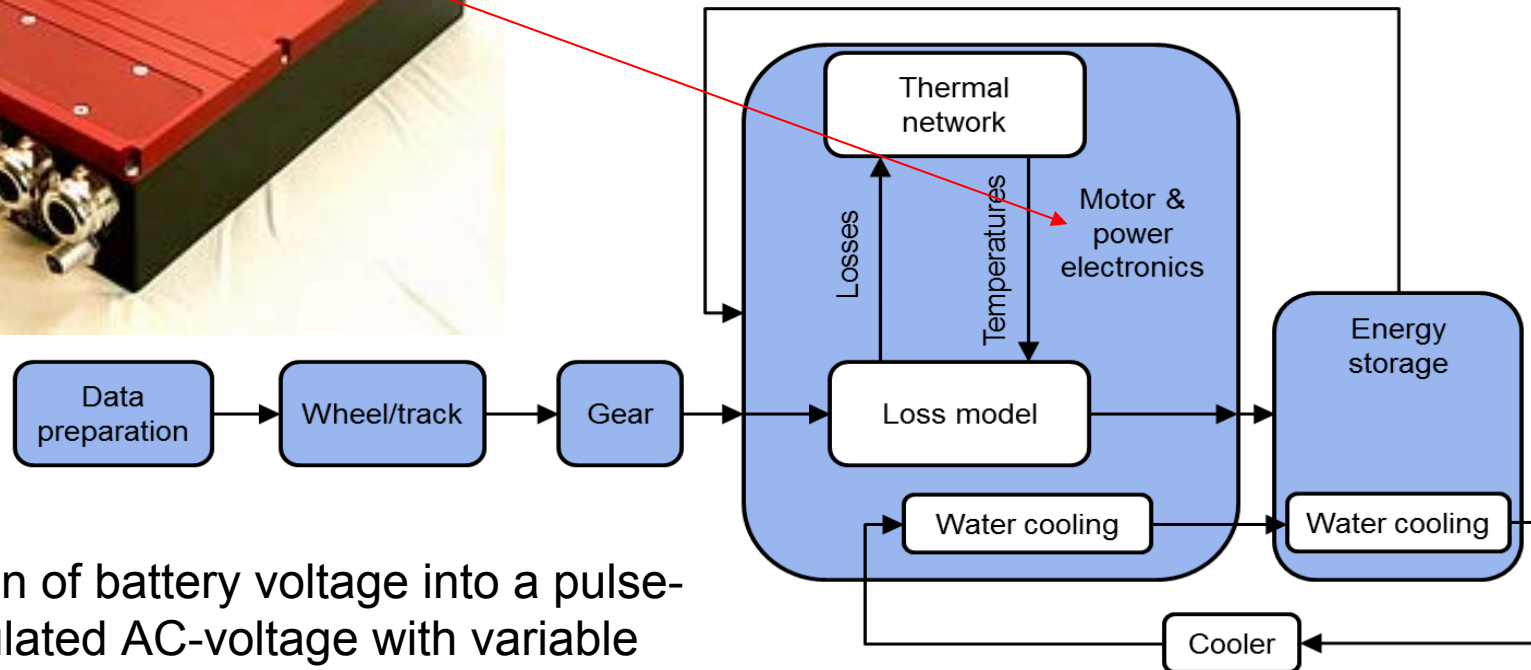 Thermal
network
Losses
Temperatures
Motor &
power
electronics
Energy
storage
Data
preparation
Wheel/track
Gear
Loss model
Water cooling
Water cooling
Cooler
n of battery voltage into a pulse-
ulated AC-voltage with variable